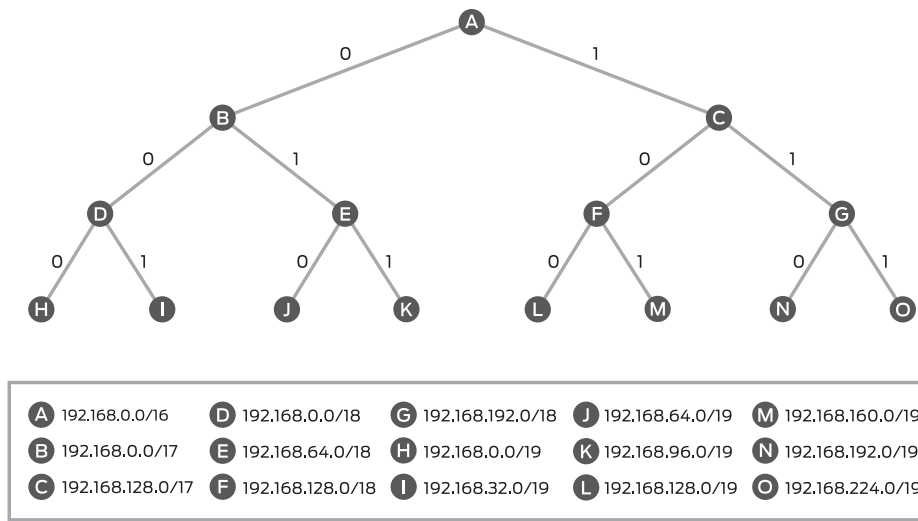 A
0 1
B C
0 1 0 1
D E F G
0 1 0 1 0 1 0 1
H I J K L M N O
A 192.168.0.0/16 D 192.168.0.0/18 G 192.168.192.0/18 J 192.168.64.0/19 M 192.168.160.0/19
B 192.168.0.0/17 E 192.168.64.0/18 H 192.168.0.0/19 K 192.168.96.0/19 N 192.168.192.0/19
C 192.168.128.0/17 F 192.168.128.0/18 I 192.168.32.0/19 L 192.168.128.0/19 O 192.168.224.0/19